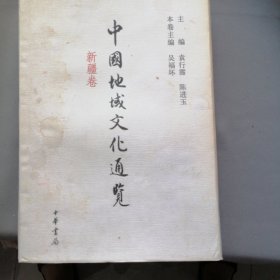 主编 袁行霈 陈进玉
本卷主编 吴福环
中國地域文化通覽
新疆卷
中華書局